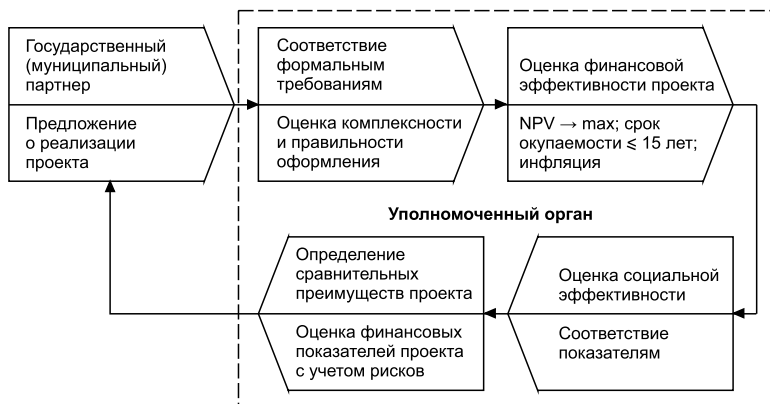 Государственный
(муниципальный)
партнер
Предложение
о реализации
проекта
Соответствие
формальным
требованиям
Оценка комплексности
и правильности
оформления
Оценка финансовой
эффективности проекта
NPV → max; срок
окупаемости ⩽ 15 лет;
инфляция
Уполномоченный орган
Определение
сравнительных
преимуществ проекта
Оценка финансовых
показателей проекта
с учетом рисков
Оценка социальной
эффективности
Соответствие
показателям